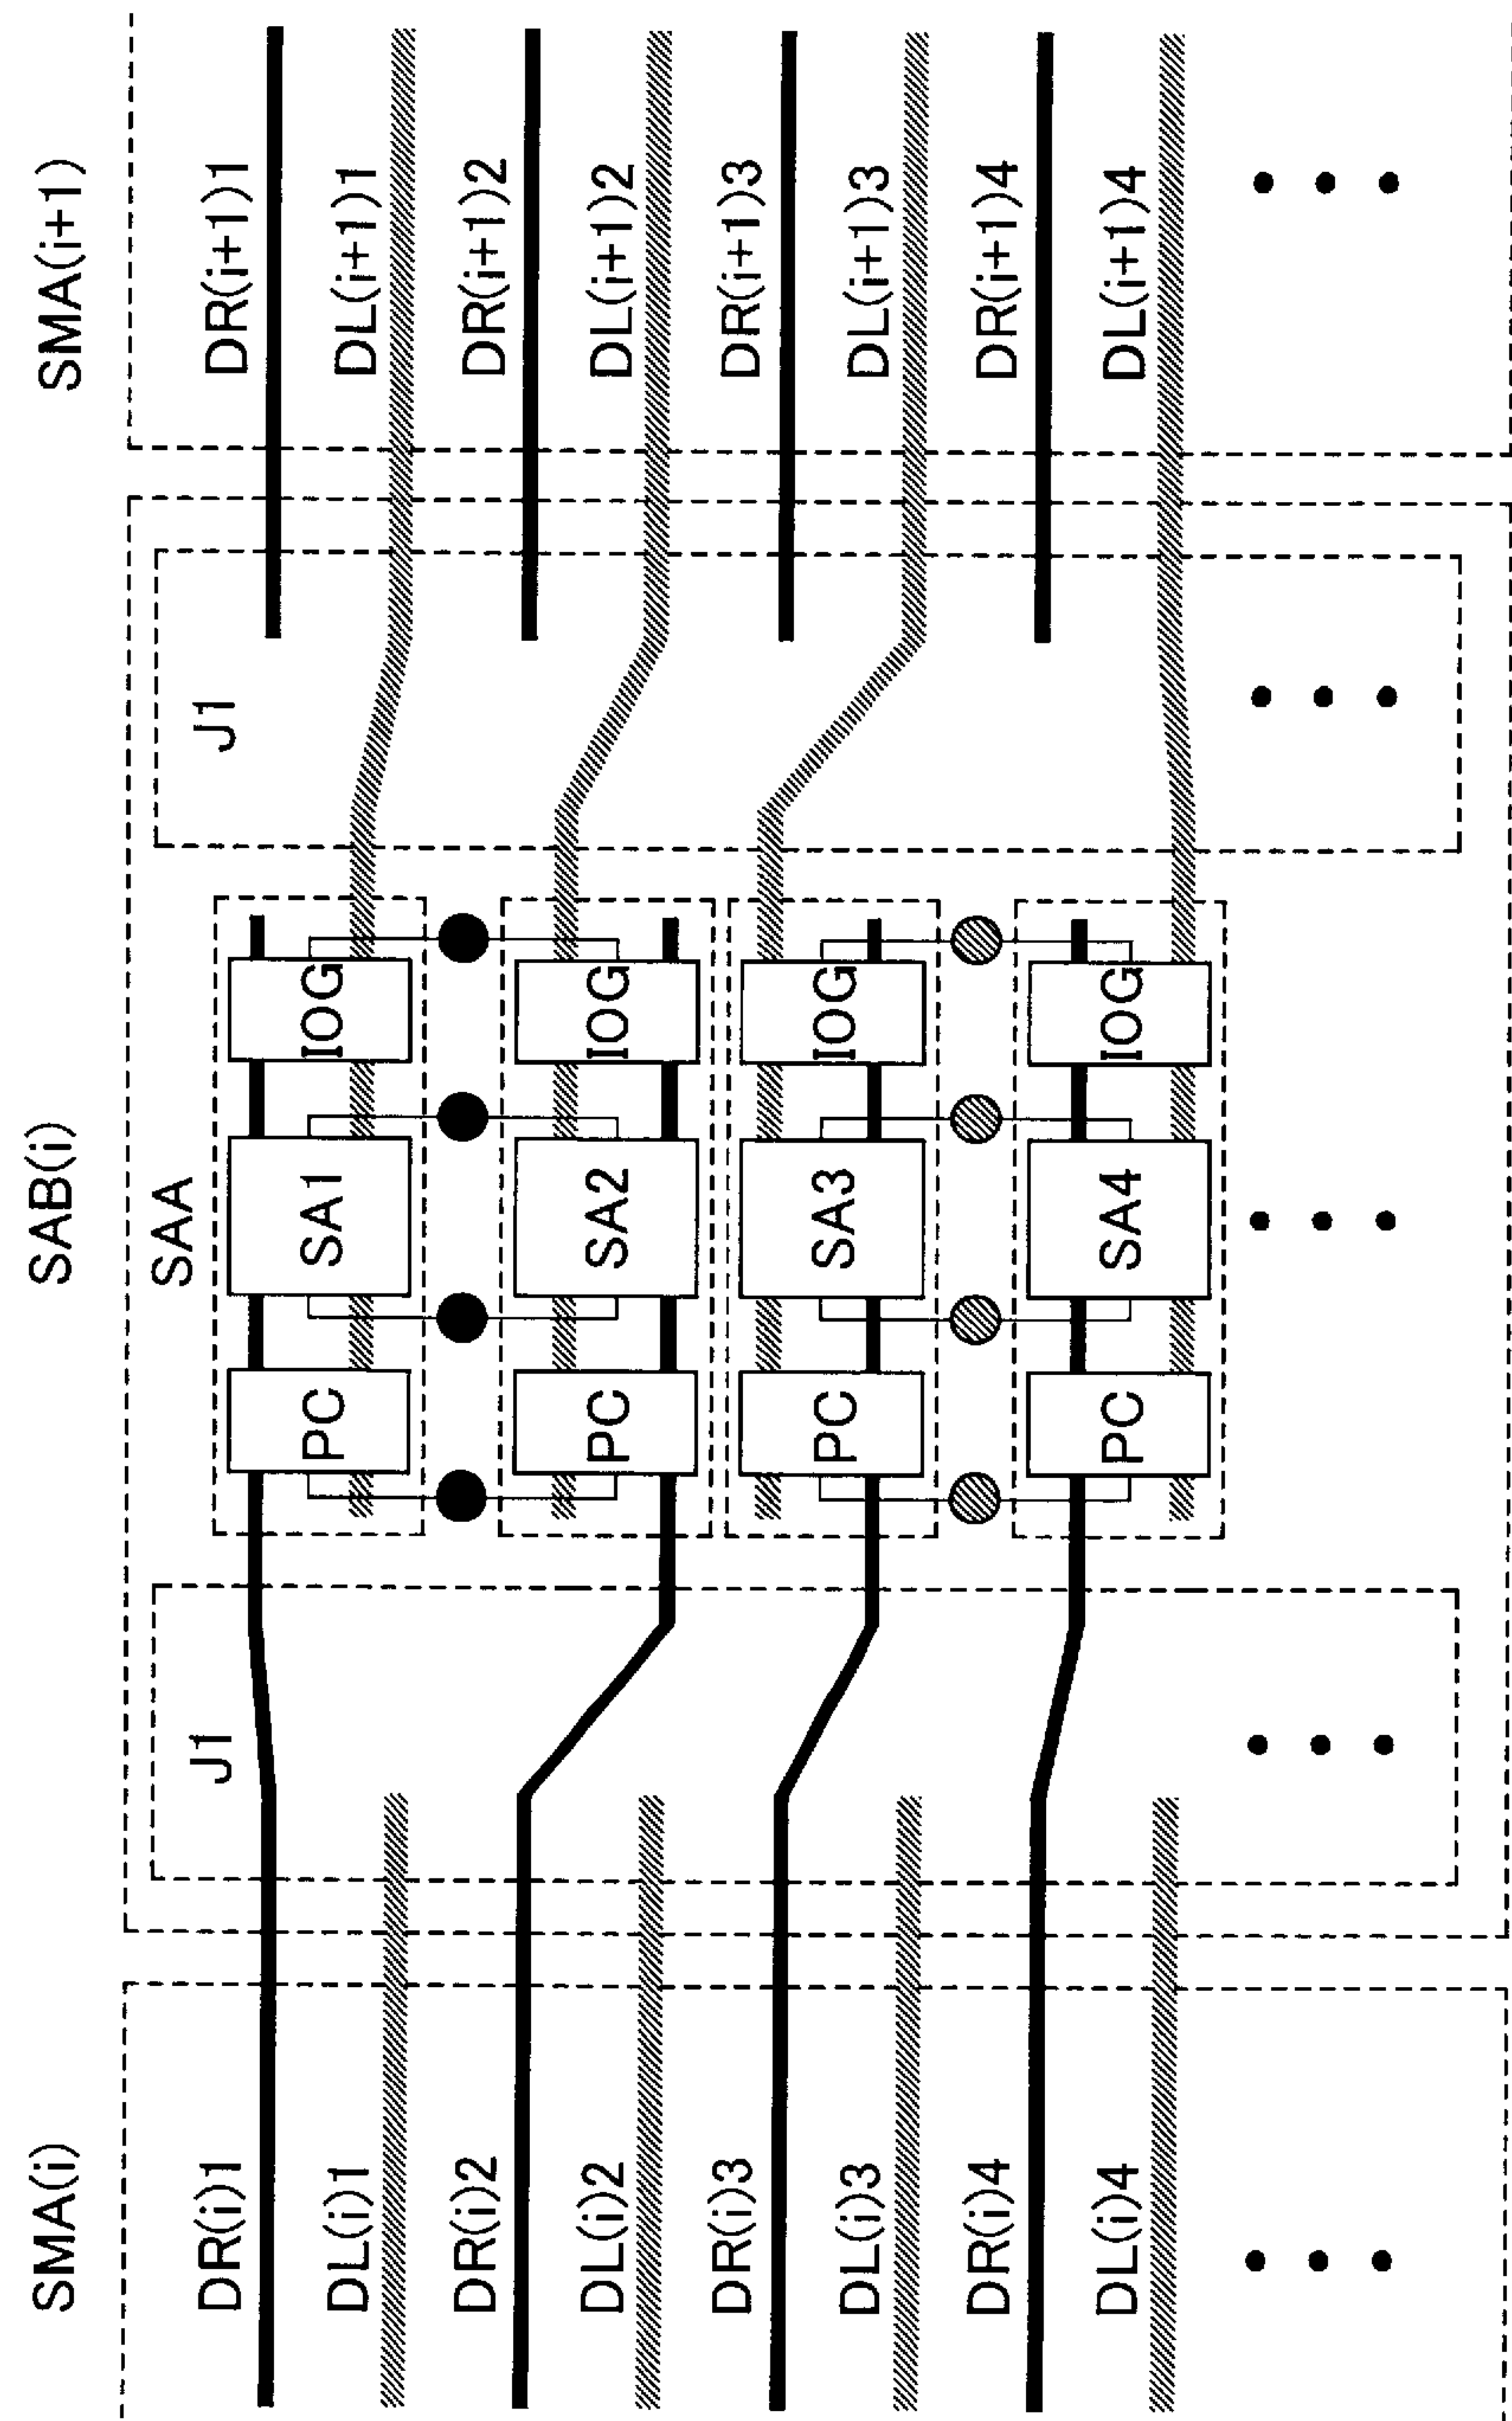 SMA(i)
SAB(i)
SMA(i+1)
SAA
J1
J1
DR(i)1
DL(i)1
DR(i)2
DL(i)2
DR(i)3
DL(i)3
DR(i)4
DL(i)4
PC
SA1
IOG
PC
SA2
IOG
PC
SA3
IOG
PC
SA4
IOG
DR(i+1)1
DL(i+1)1
DR(i+1)2
DL(i+1)2
DR(i+1)3
DL(i+1)3
DR(i+1)4
DL(i+1)4